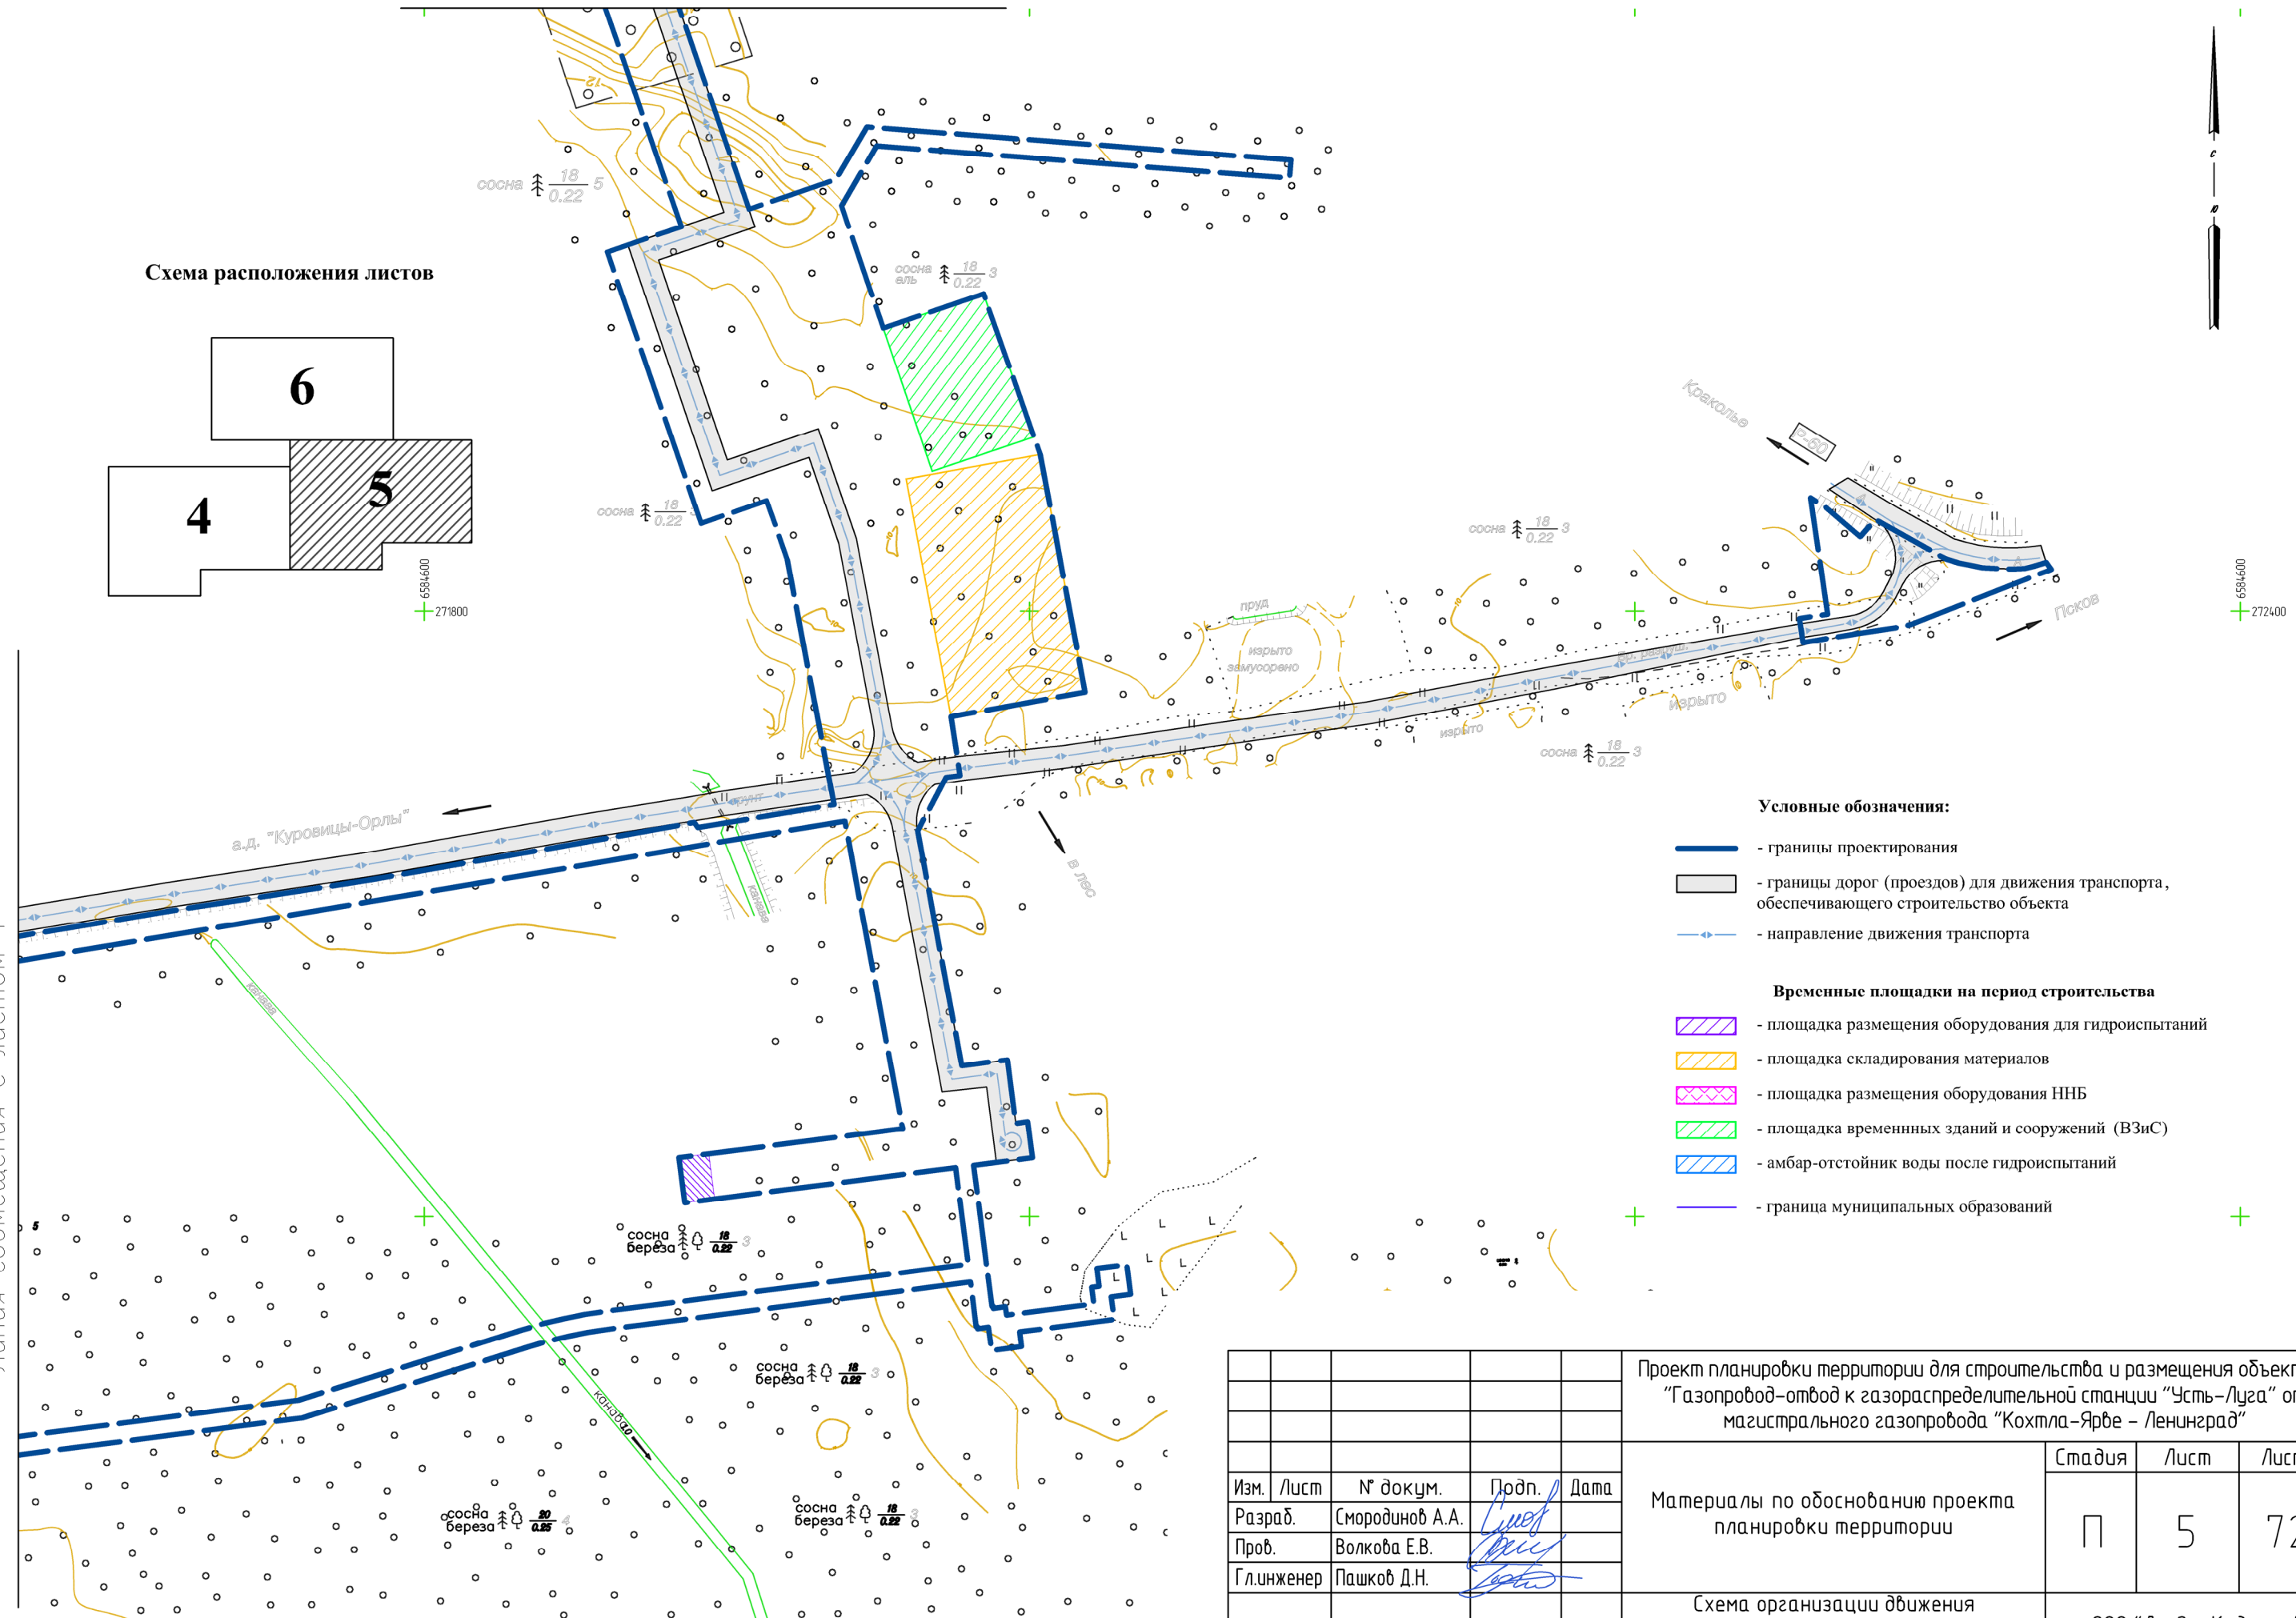 Схема расположения листов
6
4
5
6584600
271800
6584600
272400
12
сосна 18 5
0.22
сосна 18 3
ель 0.22
сосна 18
0.22
сосна 18 3
0.22
сосна 18 3
0.22
Краколье
Р-60
Псков
с
ю
пруд
изрыто
замусорено
изрыто
изрыто
а.д. "Куровицы-Орлы"
в лес
канава
канава
канава
5
сосна 18 3
береза 0.22
сосна 18 3
береза 0.22
сосна 18 3
береза 0.22
сосна 20 4
береза 0.25
Условные обозначения:
- границы проектирования
- границы дорог (проездов) для движения транспорта,
обеспечивающего строительство объекта
- направление движения транспорта
Временные площадки на период строительства
- площадка размещения оборудования для гидроиспытаний
- площадка складирования материалов
- площадка размещения оборудования ННБ
- площадка временнных зданий и сооружений (ВЗиС)
- амбар-отстойник воды после гидроиспытаний
- граница муниципальных образований
Проект планировки территории для строительства и размещения объек
"Газопровод-отвод к газораспределительной станции "Усть-Луга" о
магистрального газопровода "Кохтла-Ярве - Ленинград"
Изм. Лист № докум. Подп. Дата
Разраб. Смородинов А.А.
Пров. Волкова Е.В.
Гл.инженер Пашков Д.Н.
Материалы по обоснованию проекта
планировки территории
Стадия Лист Лис
П 5 72
Схема организации движения